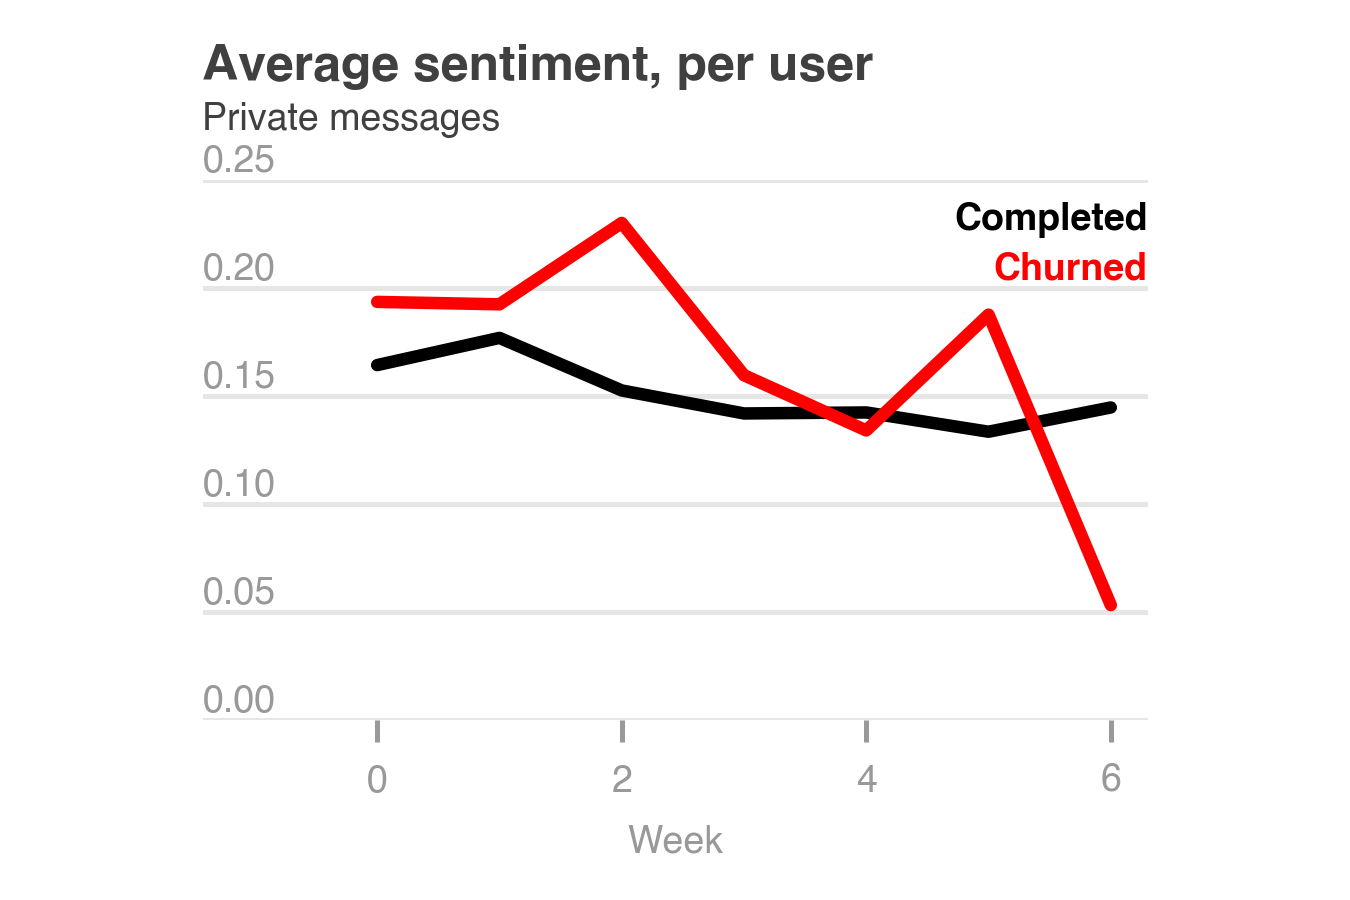 Average sentiment, per user
Private messages
0.25
Completed
Churned
0.20
0.15
0.10
0.05
0.00
0 2 4 6
Week